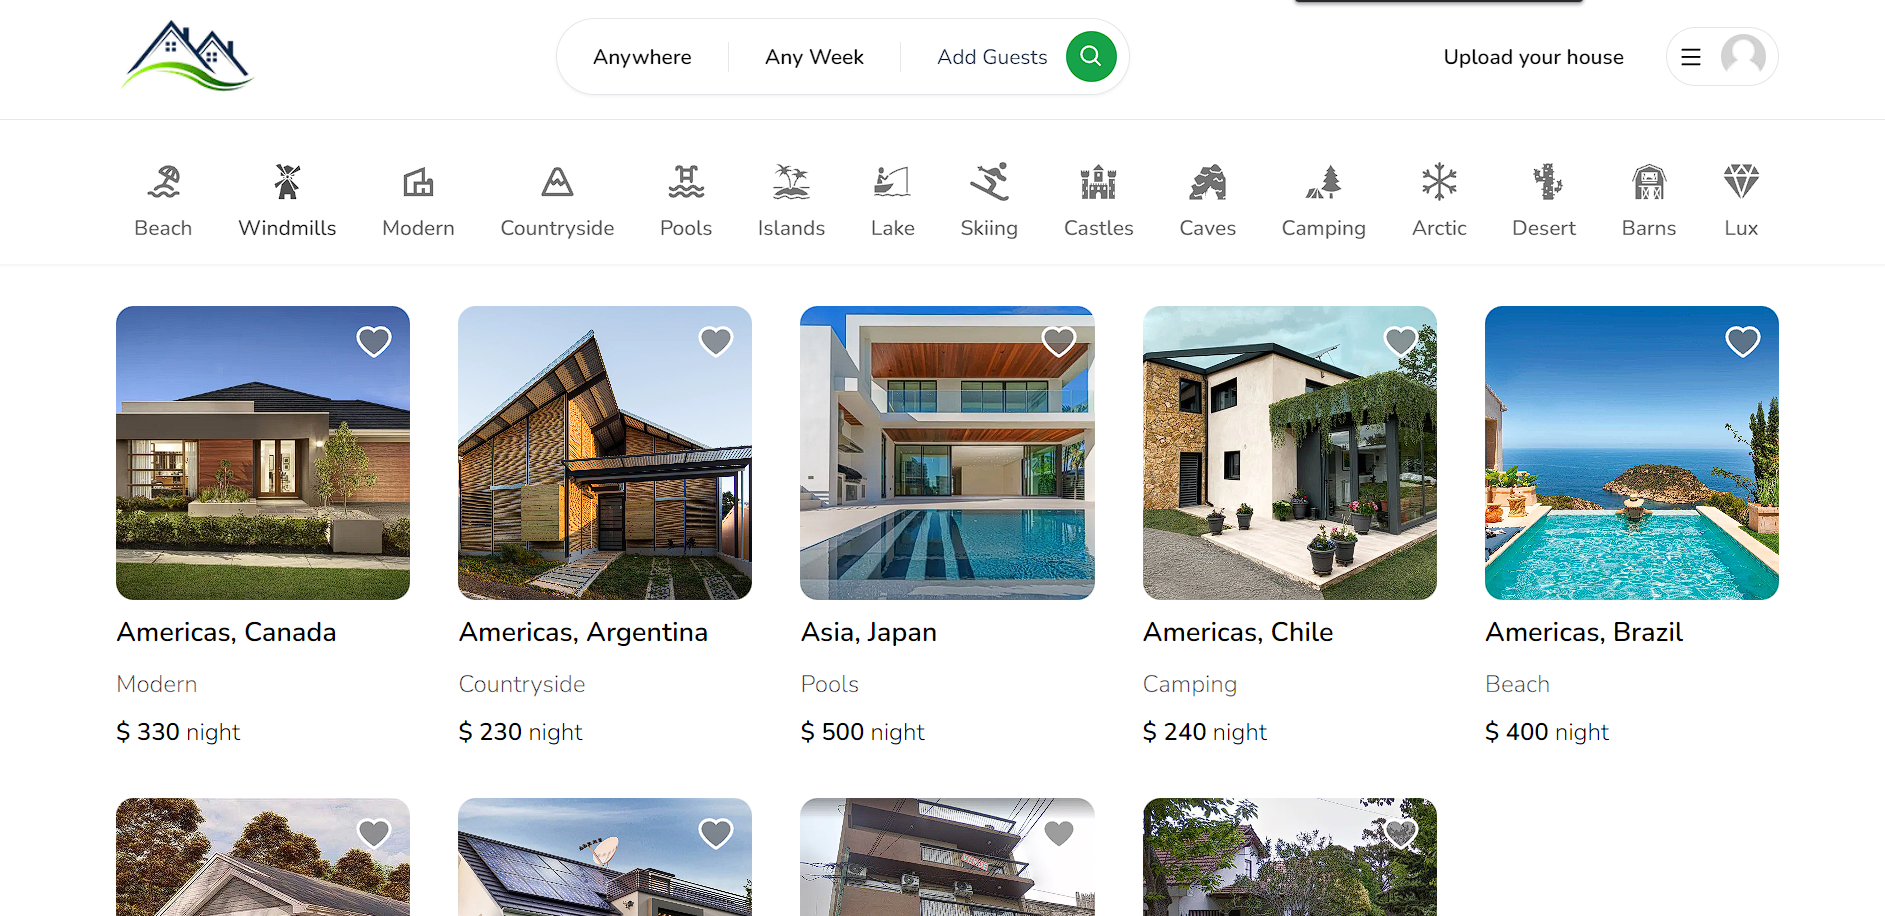 Anywhere
Any Week
Add Guests
Upload your house
Beach
Windmills
Modern
Countryside
Pools
Islands
Lake
Skiing
Castles
Caves
Camping
Arctic
Desert
Barns
Lux
Americas, Canada
Modern
$ 330 night
Americas, Argentina
Countryside
$ 230 night
Asia, Japan
Pools
$ 500 night
Americas, Chile
Camping
$ 240 night
Americas, Brazil
Beach
$ 400 night